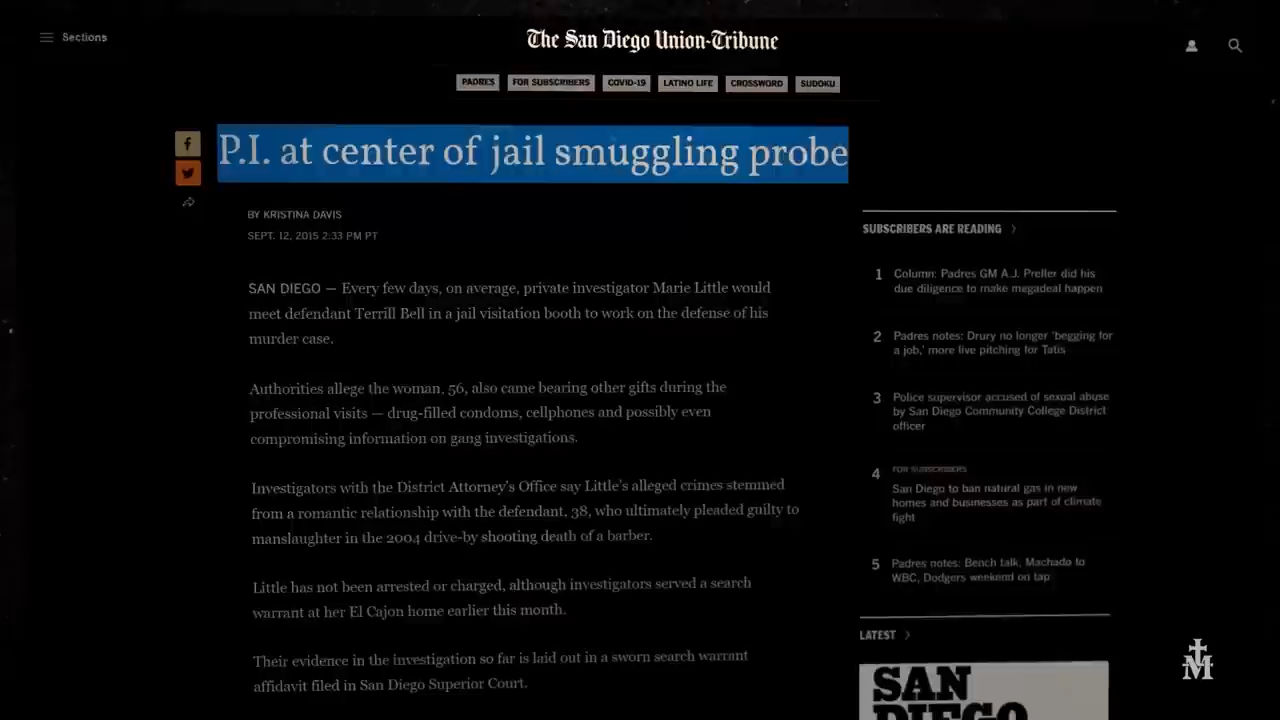 Sections
The San Diego Union-Tribune
PADRES
FOR SUBSCRIBERS
COVID-19
LATINO LIFE
CROSSWORD
SUDOKU
P.I. at center of jail smuggling probe
BY KRISTINA DAVIS
SEPT. 12, 2015 2:33 PM PT
SAN DIEGO — Every few days, on average, private investigator Marie Little would
meet defendant Terrill Bell in a jail visitation booth to work on the defense of his
murder case.
Authorities allege the woman, 56, also came bearing other gifts during the
professional visits — drug-filled condoms, cellphones and possibly even
compromising information on gang investigations.
Investigators with the District Attorney's Office say Little's alleged crimes stemmed
from a romantic relationship with the defendant, 38, who ultimately pleaded guilty to
manslaughter in the 2004 drive-by shooting death of a barber.
Little has not been arrested or charged, although investigators served a search
warrant at her El Cajon home earlier this month.
Their evidence in the investigation so far is laid out in a sworn search warrant
affidavit filed in San Diego Superior Court.
SUBSCRIBERS ARE READING
1 Column: Padres GM A.J. Preller did his
due diligence to make megadeal happen
2 Padres notes: Drury no longer 'begging for
a job,' more live pitching for Tatis
3 Police supervisor accused of sexual abuse
by San Diego Community College District
officer
4 FOR SUBSCRIBERS
San Diego to ban natural gas in new
homes and businesses as part of climate
fight
5 Padres notes: Bench talk, Machado to
WBC, Dodgers weekend on tap
LATEST
SAN
DIEGO
M